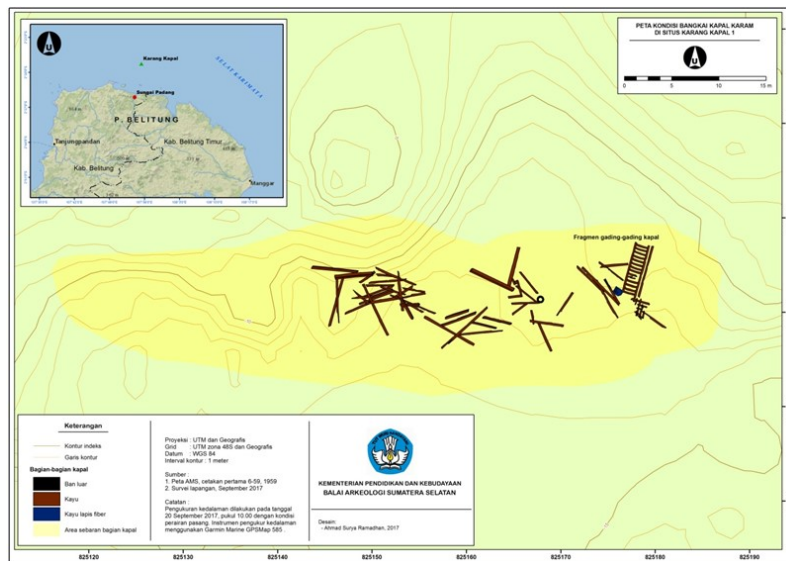 PETA KONDISI BANGKAI KAPAL KARAM
DI SITUS KARANG KAPAL 1
U
0 5 10 15 m
U
Karang Kapal
SELAT KARIMATA
Sungai Padang
P. BELITUNG
Tanjungpandan
Kab. Belitung Timur
Kab. Belitung
Manggar
Fragmen gading-gading kapal
Keterangan
Kontur indeks
Garis kontur
Bagian-bagian kapal
Ban luar
Kayu
Kayu lapis fiber
Area sebaran bagian kapal
Proyeksi : UTM dan Geografis
Grid : UTM zona 48S dan Geografis
Datum : WGS 84
Interval kontur : 1 meter
Sumber :
1. Peta AMS, cetakan pertama 6-59, 1959
2. Survei lapangan, September 2017
Catatan :
Pengukuran kedalaman dilakukan pada tanggal
20 September 2017, pukul 10.00 dengan kondisi
perairan pasang. Instrumen pengukur kedalaman
menggunakan Garmin Marine GPSMap 585 .
KEMENTERIAN PENDIDIKAN DAN KEBUDAYAAN
BALAI ARKEOLOGI SUMATERA SELATAN
Desain:
- Ahmad Surya Ramadhan, 2017
825120 825130 825140 825150 825160 825170 825180 825190